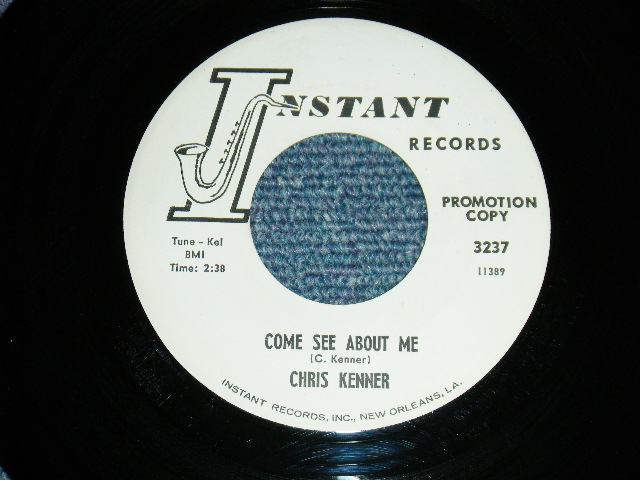 INSTANT
RECORDS
PROMOTION
COPY
3237
11389
Tune - Kel
BMI
Time: 2:38
COME SEE ABOUT ME
(C. Kenner)
CHRIS KENNER
INSTANT RECORDS, INC., NEW ORLEANS, LA.